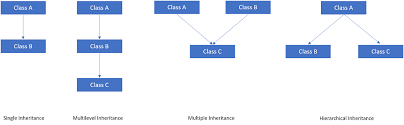 Class A
Class B
Single Inheritance
Class A
Class B
Class C
Multilevel Inheritance
Class A
Class B
Class C
Multiple Inheritance
Class A
Class B
Class C
Hierarchical Inheritance